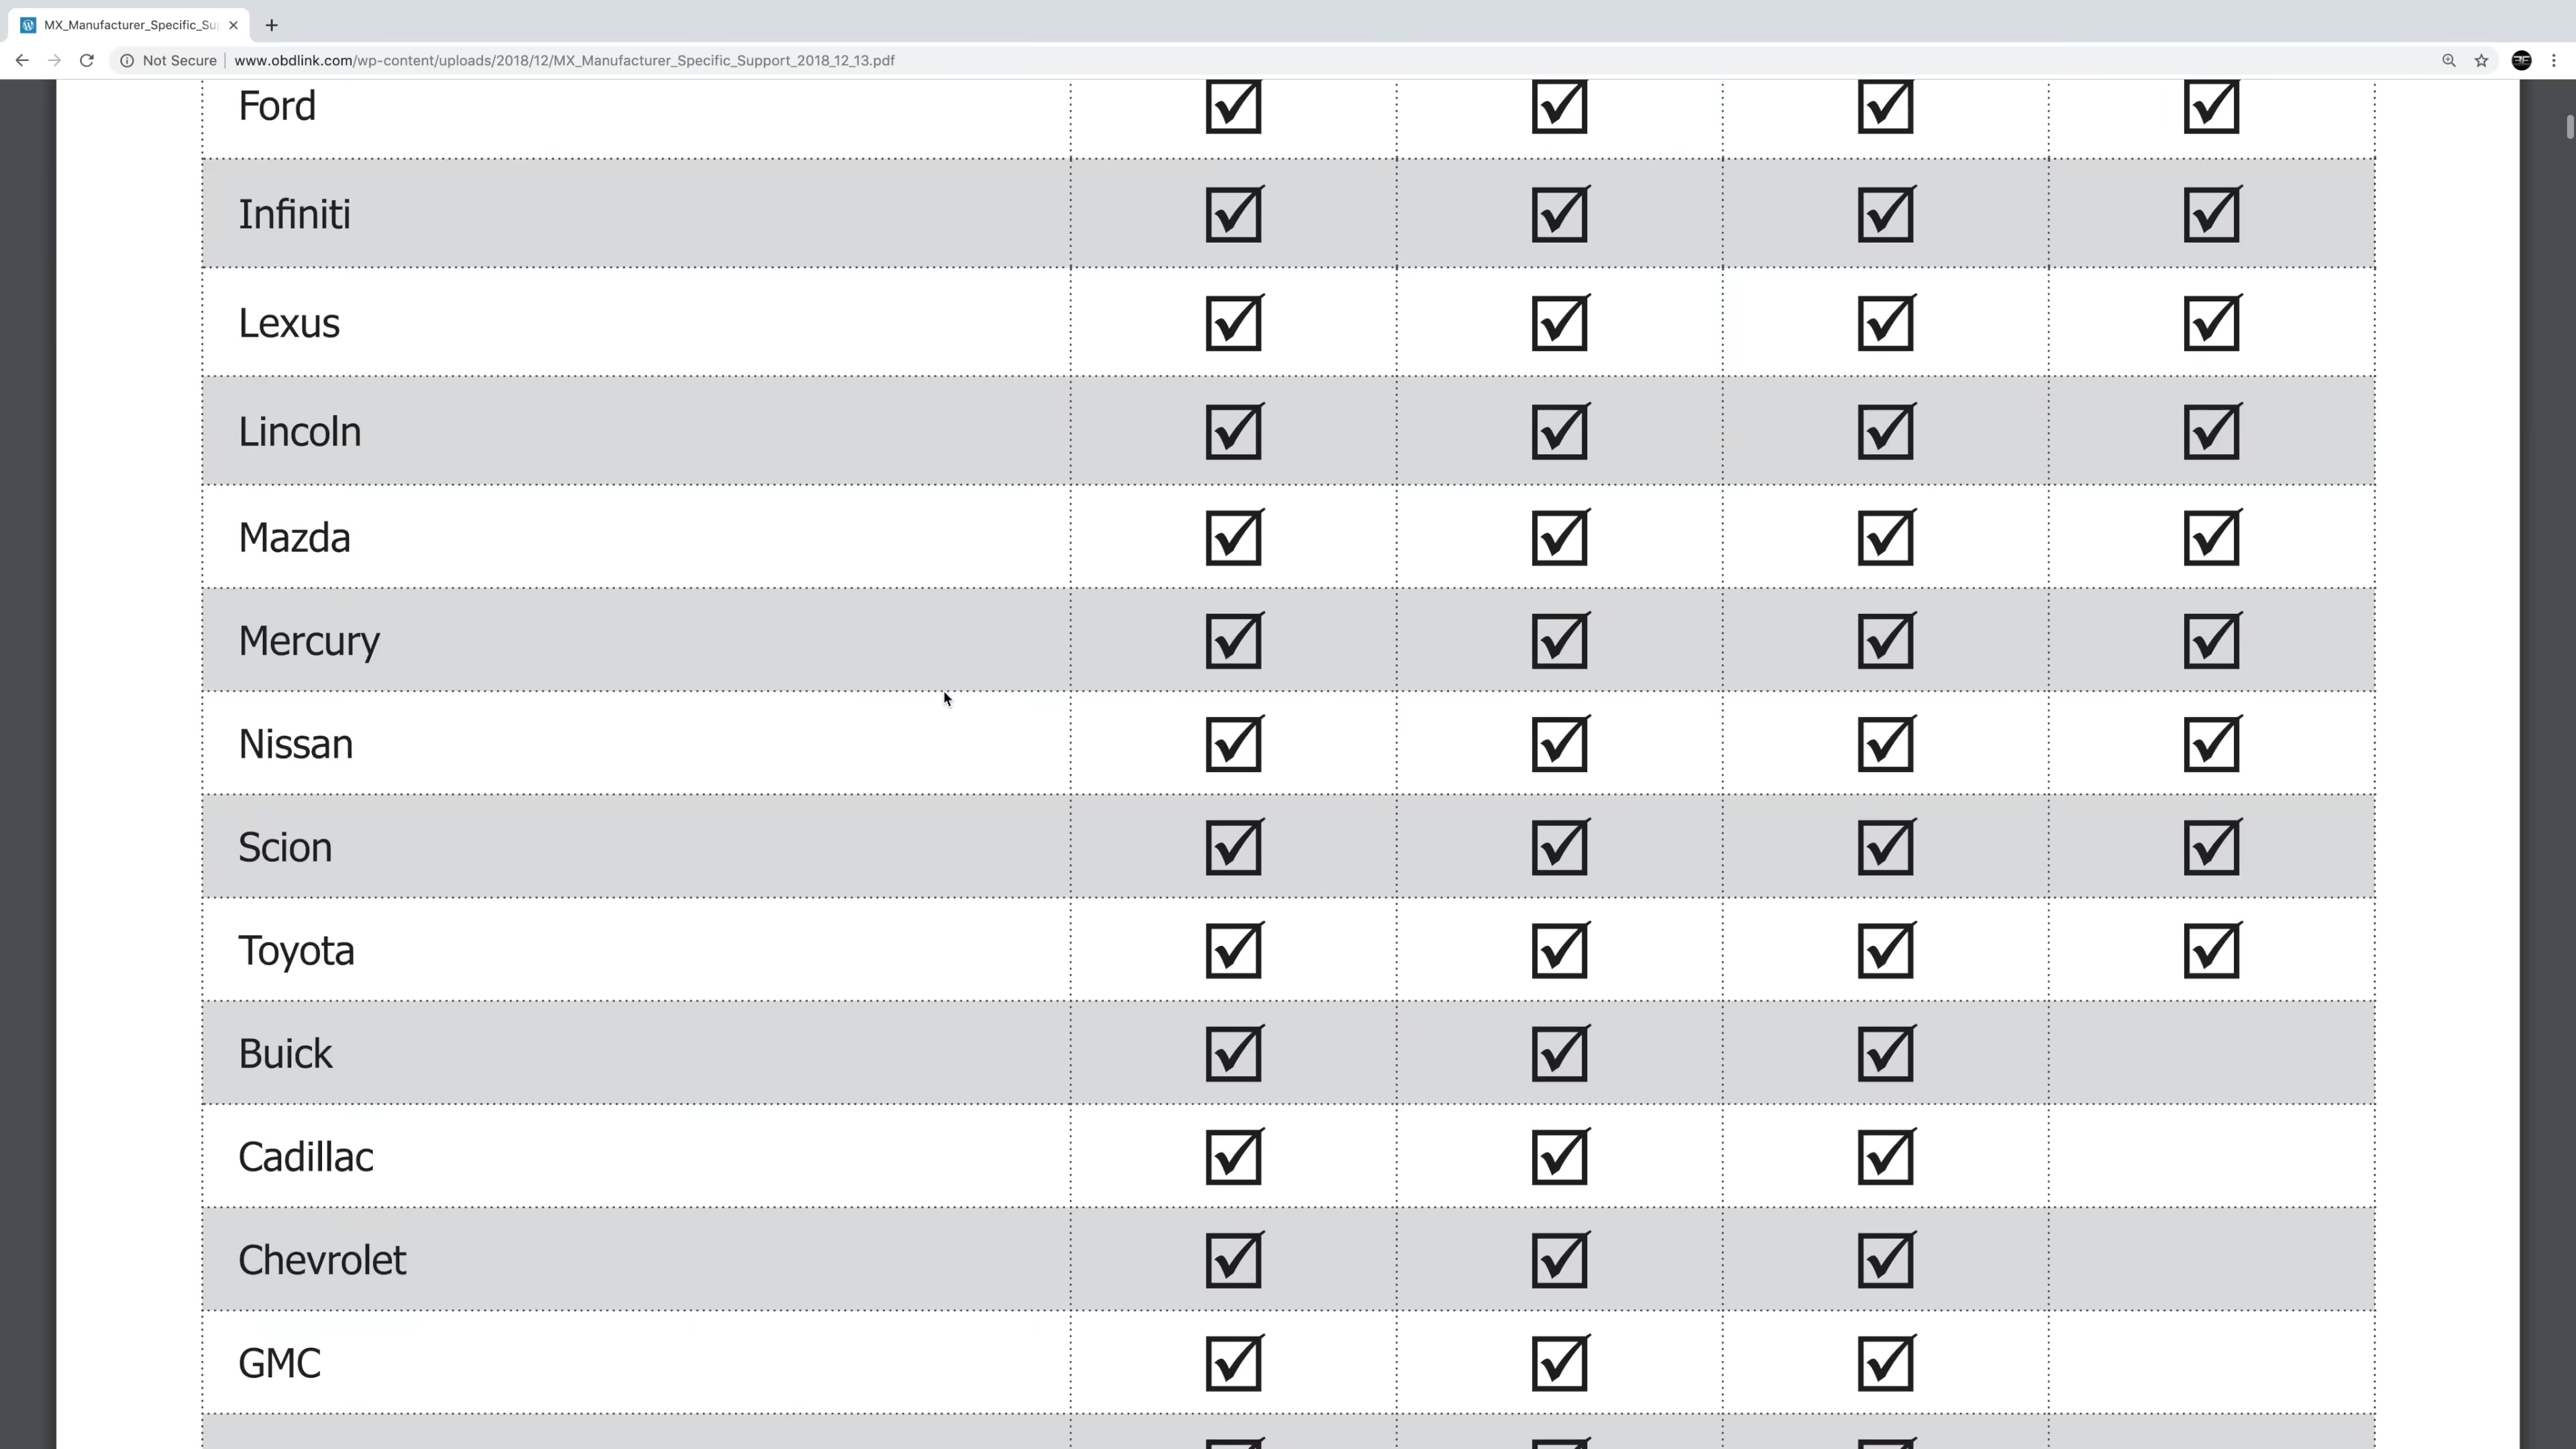 MX_Manufacturer_Specific_Su
Not Secure www.obdlink.com/wp-content/uploads/2018/12/MX_Manufacturer_Specific_Support_2018_12_13.pdf
Ford
Infiniti
Lexus
Lincoln
Mazda
Mercury
Nissan
Scion
Toyota
Buick
Cadillac
Chevrolet
GMC